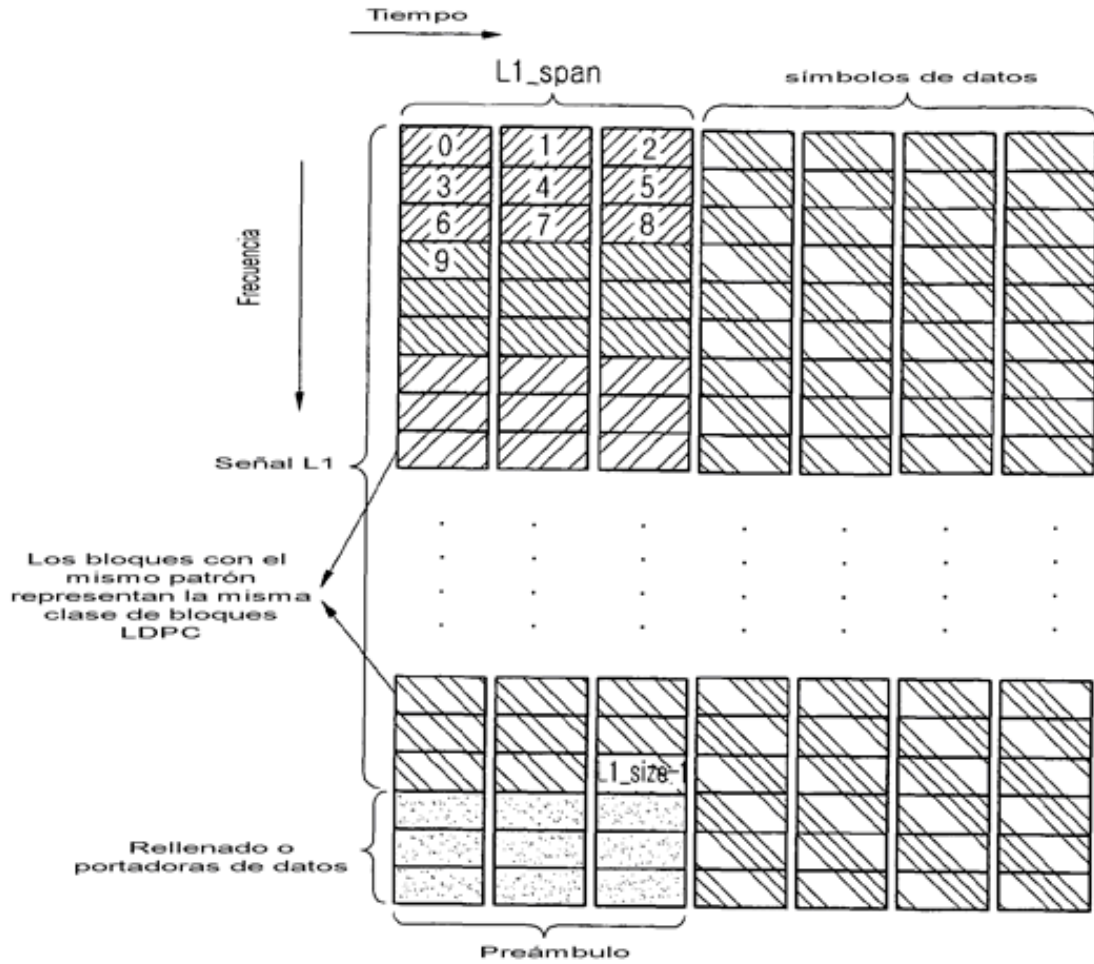 Tiempo
L1_span
símbolos de datos
0 1 2
3 4 5
6 7 8
9
Frecuencia
Señal L1
Los bloques con el
mismo patrón
representan la misma
clase de bloques
LDPC
L1_size-1
Rellenado o
portadoras de datos
Preámbulo